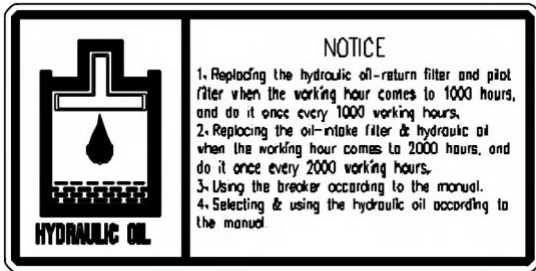 HYDRAULIC OIL
NOTICE
1. Replacing the hydraulic oil-return filter and pilot
filter when the working hour comes to 1000 hours,
and do it once every 1000 working hours.
2. Replacing the oil-intake filter & hydraulic oil
when the working hour comes to 2000 hours, and
do it once every 2000 working hours.
3. Using the breaker according to the manual.
4. Selecting & using the hydraulic oil according to
the manual